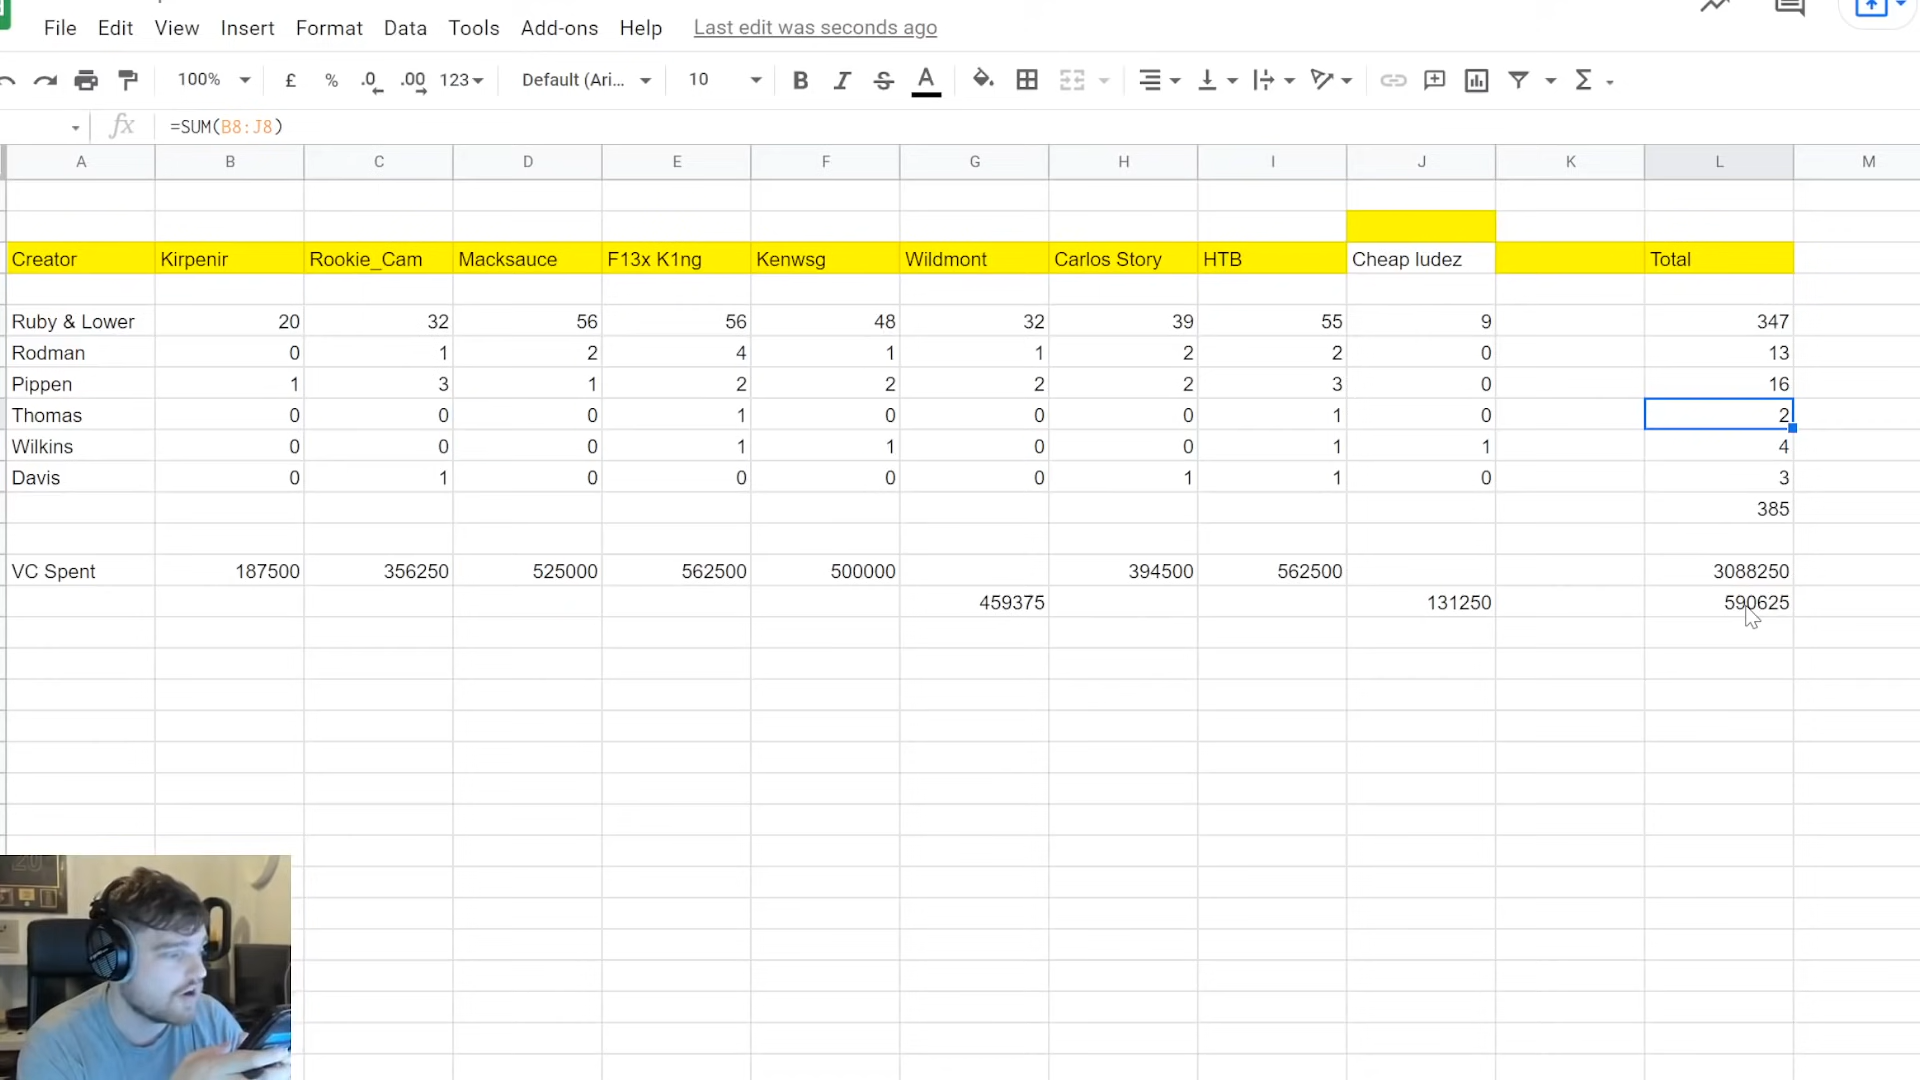 File Edit View Insert Format Data Tools Add-ons Help Last edit was seconds ago
100% £ % .0 .00 123 Default (Ari... 10 B I S A Σ
fx =SUM(B8:J8)
A B C D E F G H I J K L M
Creator Kirpenir Rookie_Cam Macksauce F13x K1ng Kenwsg Wildmont Carlos Story HTB Cheap ludez Total
Ruby & Lower 20 32 56 56 48 32 39 55 9 347
Rodman 0 1 2 4 1 1 2 2 0 13
Pippen 1 3 1 2 2 2 2 3 0 16
Thomas 0 0 0 1 0 0 0 1 0 2
Wilkins 0 0 0 1 1 0 0 1 1 4
Davis 0 1 0 0 0 0 1 1 0 3
385
VC Spent 187500 356250 525000 562500 500000 394500 562500 3088250
459375 131250 590625